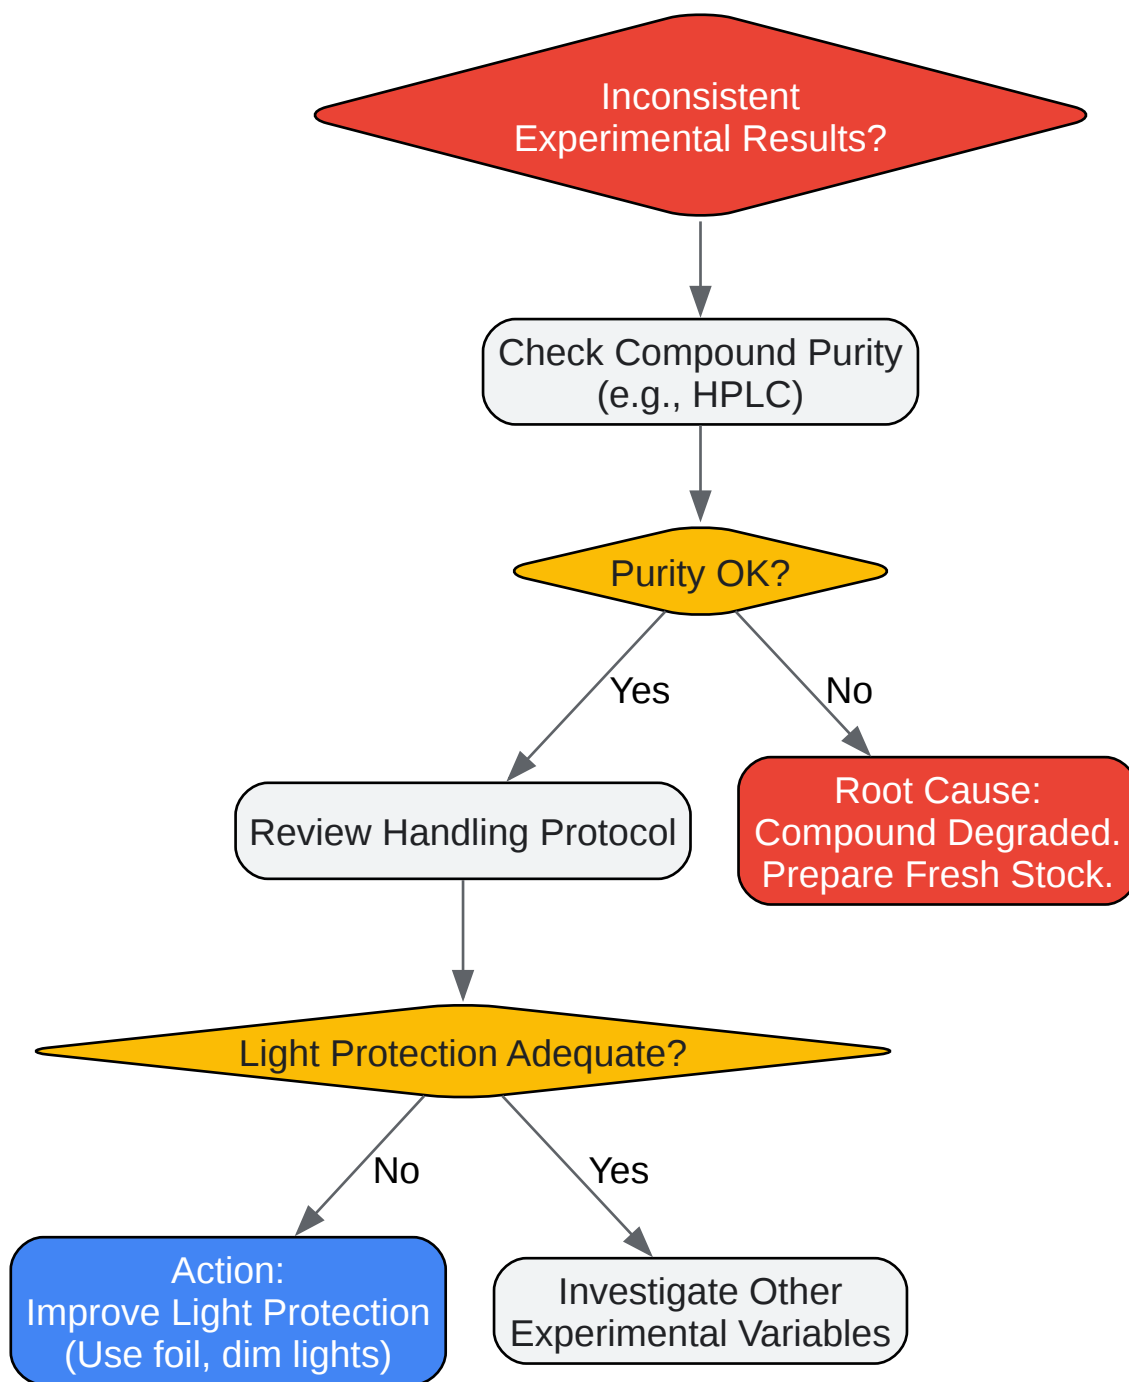 Inconsistent
Experimental Results?
Check Compound Purity
(e.g., HPLC)
Purity OK?
Yes
No
Review Handling Protocol
Root Cause:
Compound Degraded.
Prepare Fresh Stock.
Light Protection Adequate?
No
Yes
Action:
Improve Light Protection
(Use foil, dim lights)
Investigate Other
Experimental Variables